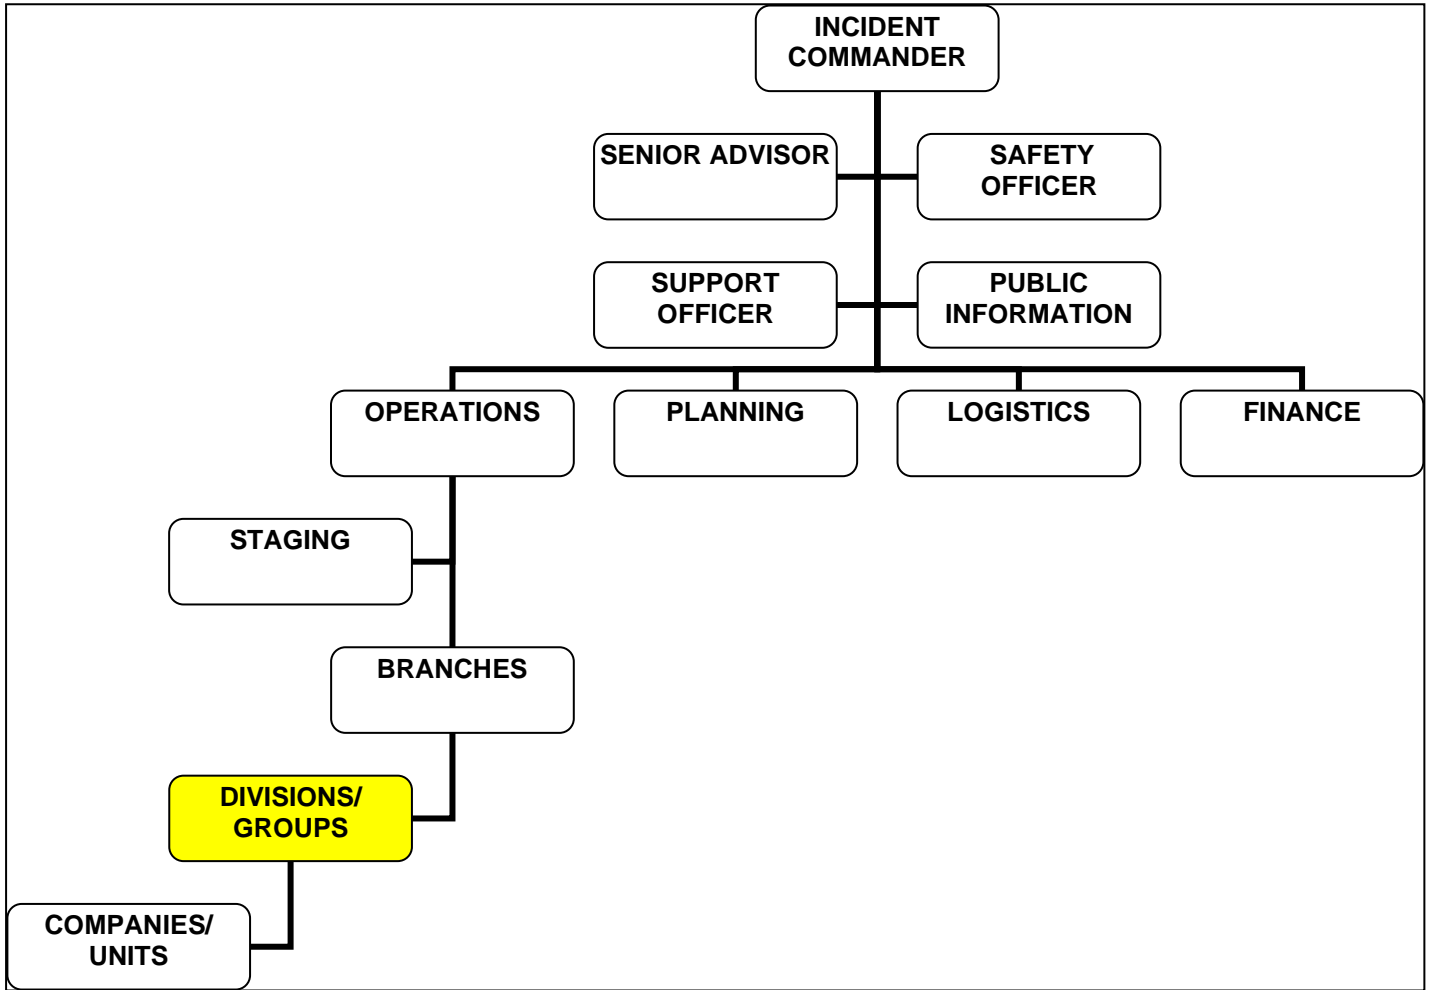 INCIDENT
COMMANDER
SENIOR ADVISOR
SAFETY
OFFICER
SUPPORT
OFFICER
PUBLIC
INFORMATION
OPERATIONS
PLANNING
LOGISTICS
FINANCE
STAGING
BRANCHES
DIVISIONS/
GROUPS
COMPANIES/
UNITS